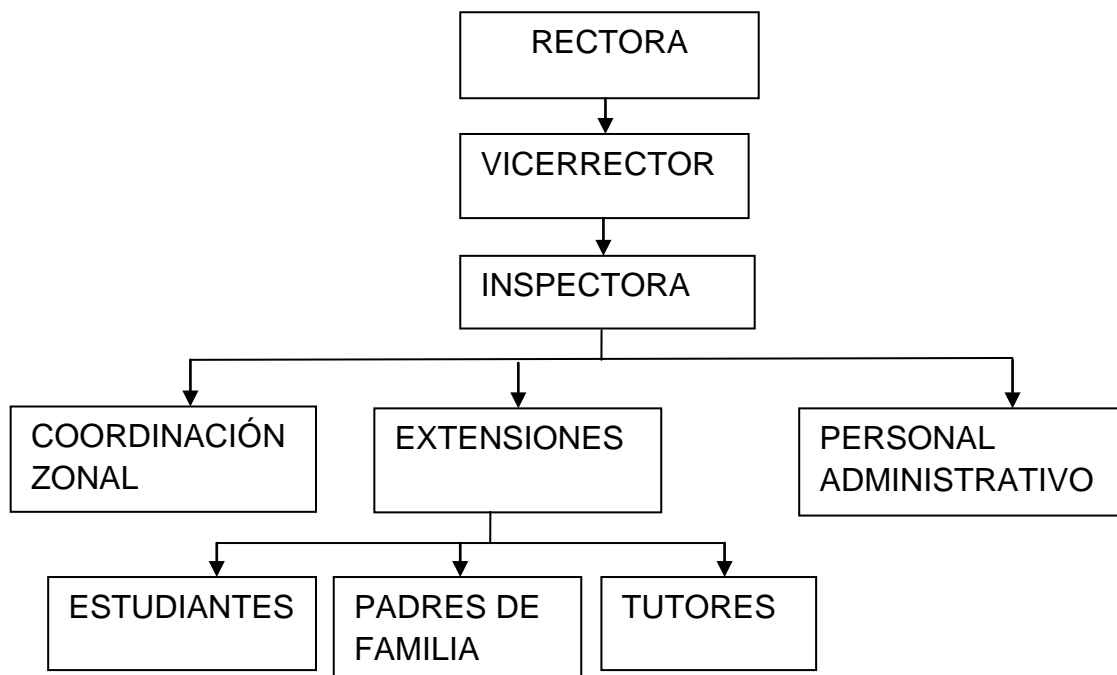 RECTORA
VICERRECTOR
INSPECTORA
COORDINACIÓN
ZONAL
EXTENSIONES
PERSONAL
ADMINISTRATIVO
ESTUDIANTES
PADRES DE
FAMILIA
TUTORES